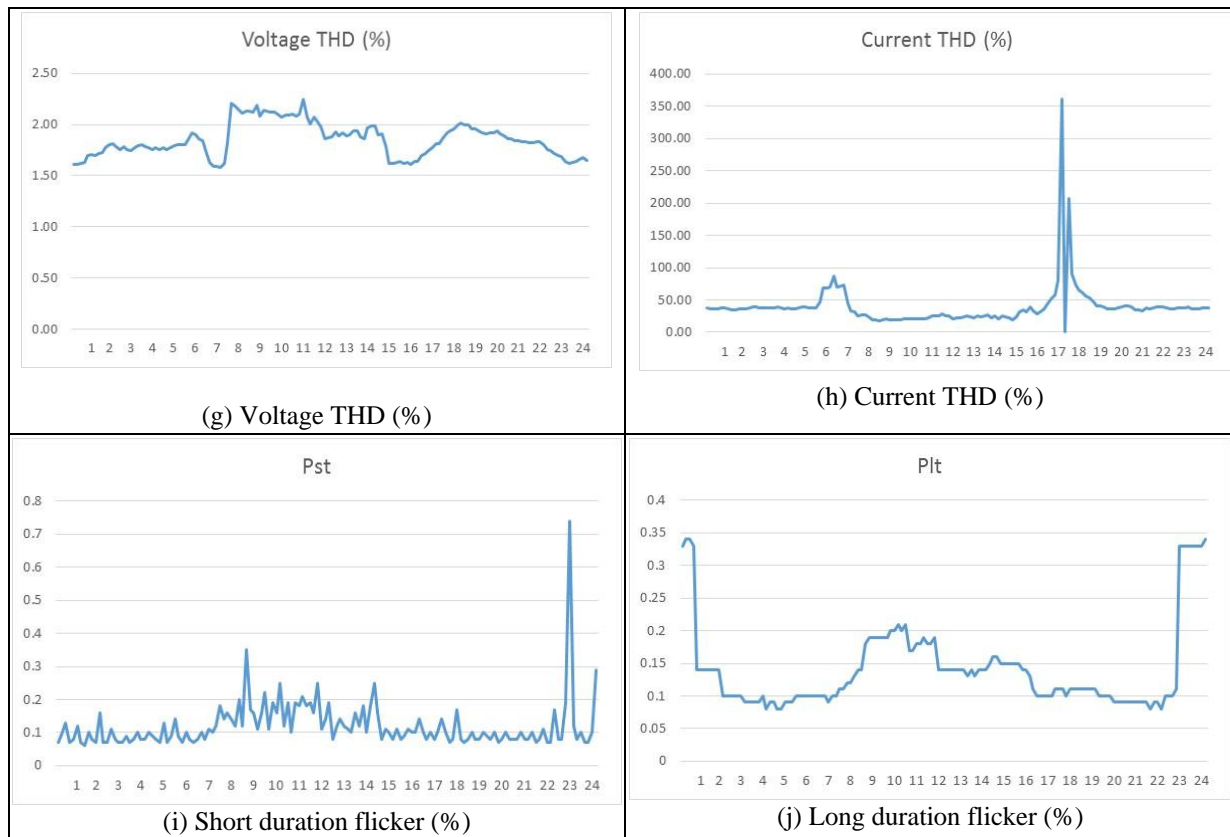 Voltage THD (%)
2.50
2.00
1.50
1.00
0.50
0.00
1 2 3 4 5 6 7 8 9 10 11 12 13 14 15 16 17 18 19 20 21 22 23 24
(g) Voltage THD (%)
Current THD (%)
400.00
350.00
300.00
250.00
200.00
150.00
100.00
50.00
0.00
1 2 3 4 5 6 7 8 9 10 11 12 13 14 15 16 17 18 19 20 21 22 23 24
(h) Current THD (%)
Pst
0.8
0.7
0.6
0.5
0.4
0.3
0.2
0.1
0
1 2 3 4 5 6 7 8 9 10 11 12 13 14 15 16 17 18 19 20 21 22 23 24
(i) Short duration flicker (%)
Plt
0.4
0.35
0.3
0.25
0.2
0.15
0.1
0.05
0
1 2 3 4 5 6 7 8 9 10 11 12 13 14 15 16 17 18 19 20 21 22 23 24
(j) Long duration flicker (%)